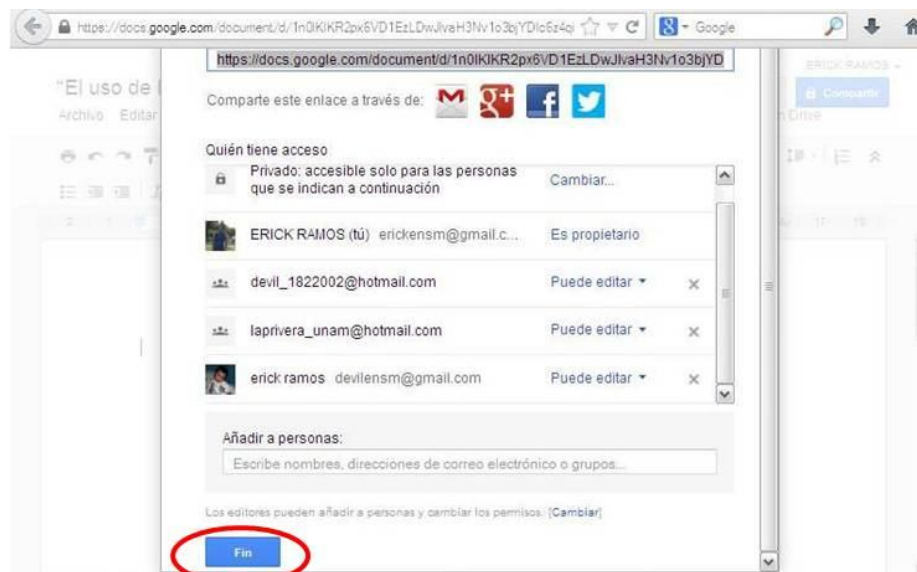 https://docs.google.com/document/d/1n0IKIKR2px6VD1EzLDwJlvaH3Nv1o3bjYDIc6z4qi
Google
https://docs.google.com/document/d/1n0IKIKR2px6VD1EzLDwJlvaH3Nv1o3bjYD
ERICK RAMOS
"El uso de
Comparte este enlace a través de:
Compartir
Archivo Editar
Quién tiene acceso
Privado: accesible solo para las personas
que se indican a continuación
Cambiar...
ERICK RAMOS (tú) erickensm@gmail.c... Es propietario
devil_1822002@hotmail.com Puede editar
laprivera_unam@hotmail.com Puede editar
erick ramos devilensm@gmail.com Puede editar
Añadir a personas:
Escribe nombres, direcciones de correo electrónico o grupos...
Los editores pueden añadir a personas y cambiar los permisos. [Cambiar]
Fin